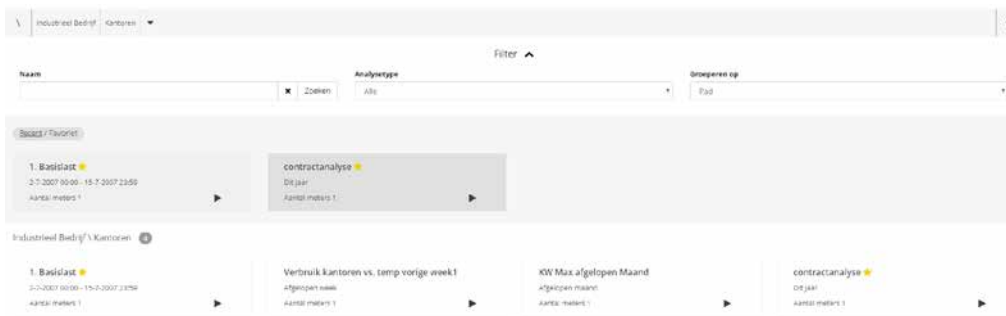 \ Industrieel Bedrijf Kantoren
Filter
Naam Analysetype Groeperen op
Zoeken Alle Pad
Recent / Favoriet
1. Basislast contractanalyse
2-7-2007 00:00 - 15-7-2007 23:59 Dit jaar
Aantal meters 1 Aantal meters 1
Industrieel Bedrijf \ Kantoren 4
1. Basislast Verbruik kantoren vs. temp vorige week1 KW Max afgelopen Maand contractanalyse
2-7-2007 00:00 - 15-7-2007 23:59 Afgelopen week Afgelopen maand Dit jaar
Aantal meters 1 Aantal meters 1 Aantal meters 1 Aantal meters 1